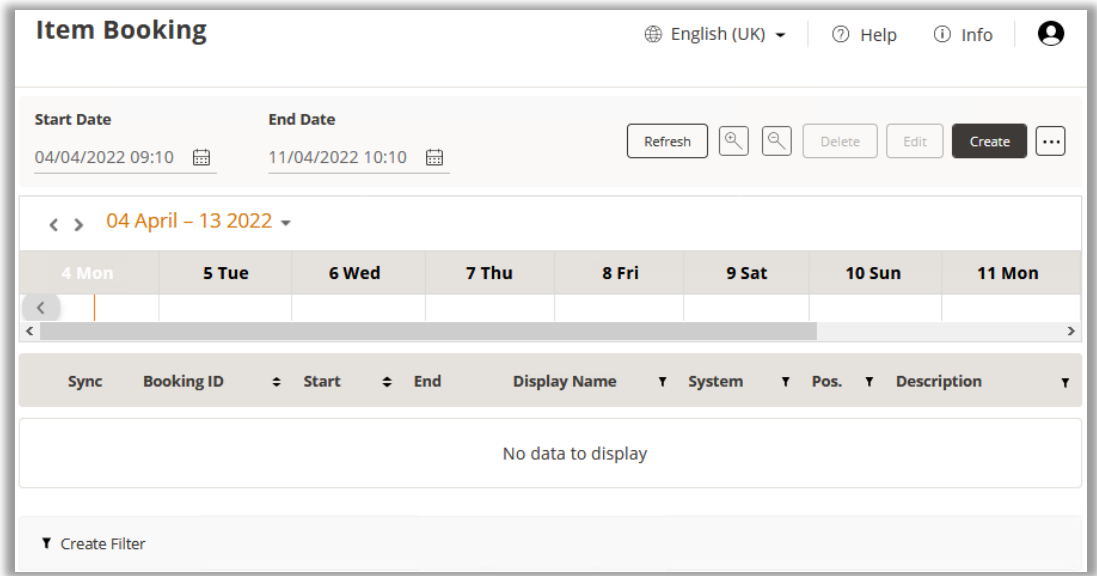 Item Booking
English (UK)
Help
Info
Start Date
End Date
04/04/2022 09:10
11/04/2022 10:10
Refresh
Delete
Edit
Create
...
04 April – 13 2022
4 Mon
5 Tue
6 Wed
7 Thu
8 Fri
9 Sat
10 Sun
11 Mon
Sync
Booking ID
Start
End
Display Name
System
Pos.
Description
No data to display
Create Filter